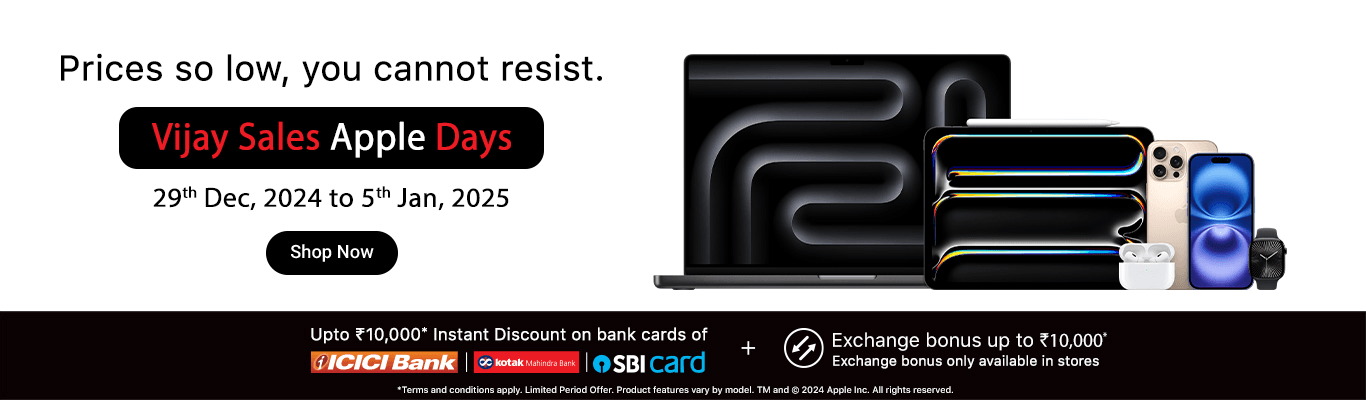 Prices so low, you cannot resist.
Vijay Sales Apple Days
29th Dec, 2024 to 5th Jan, 2025
Shop Now
Upto ₹10,000* Instant Discount on bank cards of
ICICI Bank | kotak Mahindra Bank | SBI card
+
Exchange bonus up to ₹10,000*
Exchange bonus only available in stores
*Terms and conditions apply. Limited Period Offer. Product features vary by model. TM and © 2024 Apple Inc. All rights reserved.